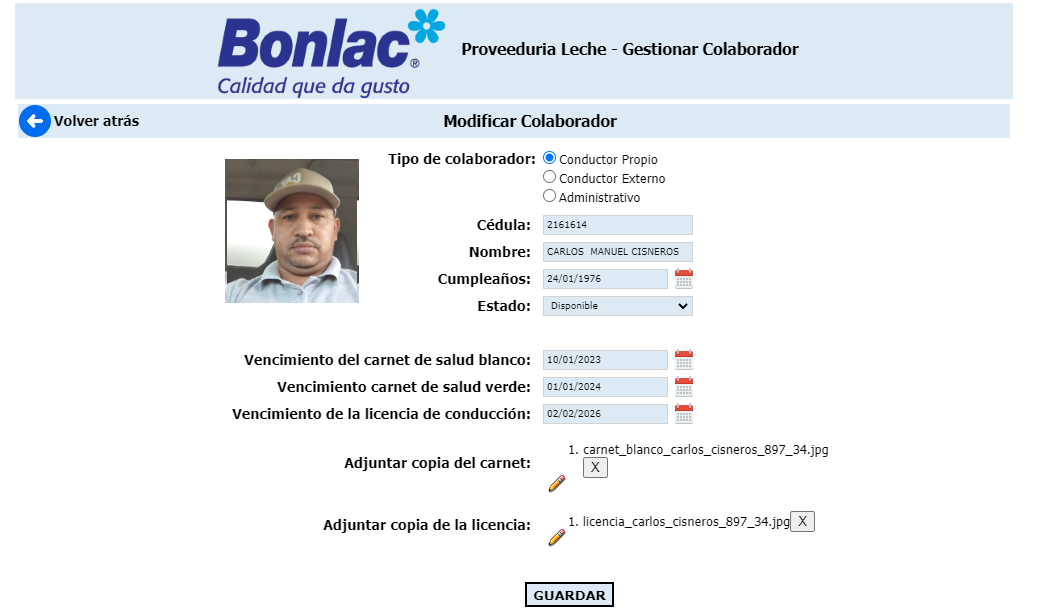 Bonlac®
Calidad que da gusto
Proveeduria Leche - Gestionar Colaborador
Volver atrás
Modificar Colaborador
Tipo de colaborador: Conductor Propio
Conductor Externo
Administrativo
Cédula: 2161614
Nombre: CARLOS MANUEL CISNEROS
Cumpleaños: 24/01/1976
Estado: Disponible
Vencimiento del carnet de salud blanco: 10/01/2023
Vencimiento carnet de salud verde: 01/01/2024
Vencimiento de la licencia de conducción: 02/02/2026
Adjuntar copia del carnet: 1. carnet_blanco_carlos_cisneros_897_34.jpg
X
Adjuntar copia de la licencia: 1. licencia_carlos_cisneros_897_34.jpg X
GUARDAR